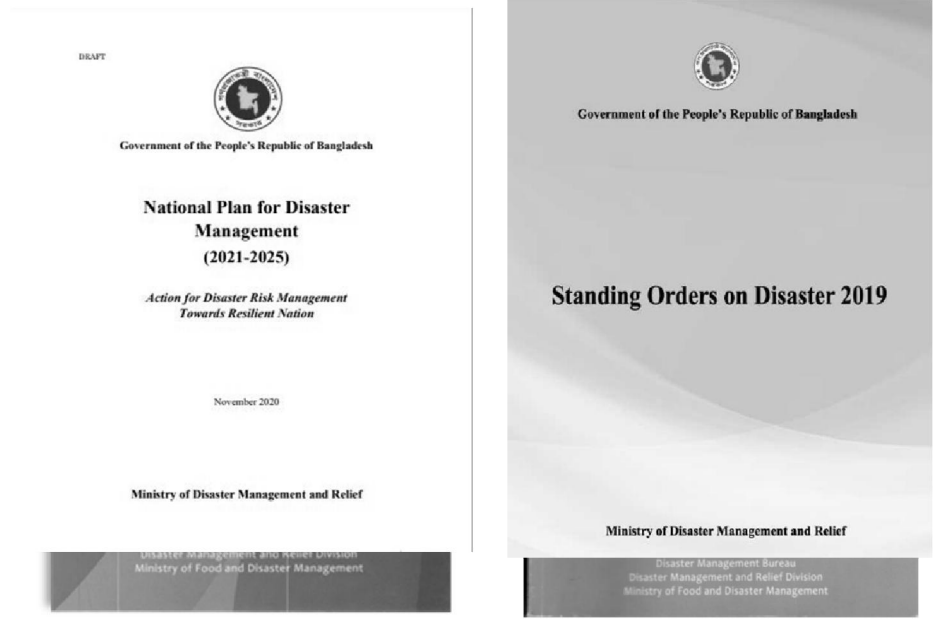 DRAFT
Government of the People's Republic of Bangladesh
National Plan for Disaster
Management
(2021-2025)
Action for Disaster Risk Management
Towards Resilient Nation
November 2020
Ministry of Disaster Management and Relief
Disaster Management and Relief Division
Ministry of Food and Disaster Management
Government of the People's Republic of Bangladesh
Standing Orders on Disaster 2019
Ministry of Disaster Management and Relief
Disaster Management Bureau
Disaster Management and Relief Division
Ministry of Food and Disaster Management